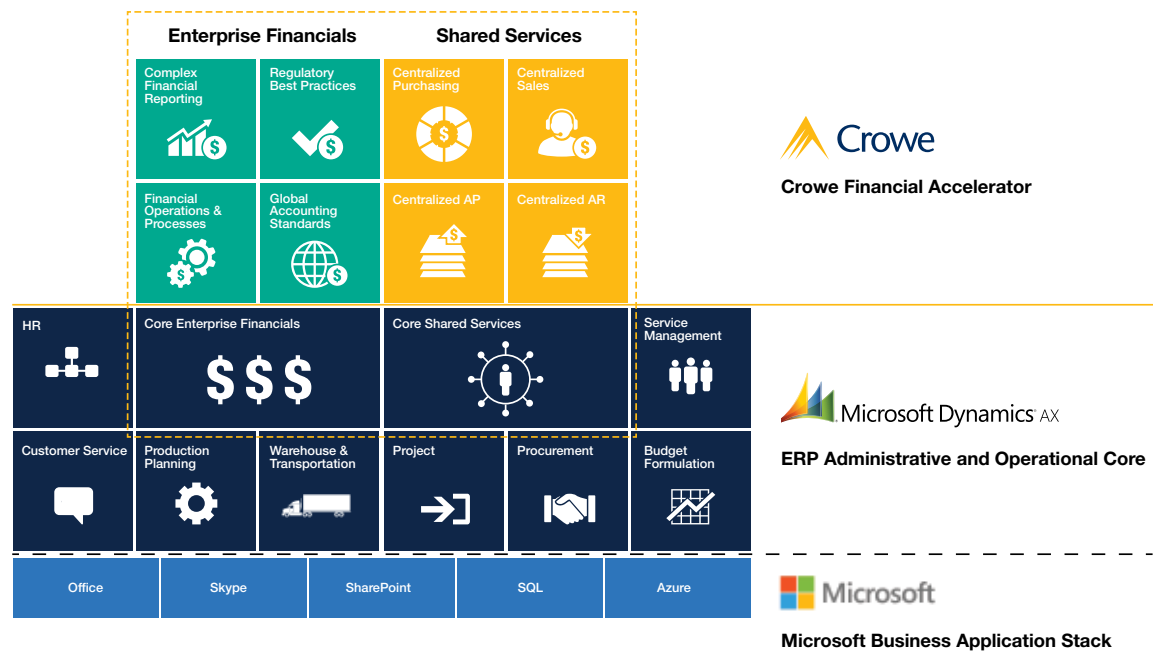 Enterprise Financials
Shared Services
Complex
Financial
Reporting
Regulatory
Best Practices
Centralized
Purchasing
Centralized
Sales
$
$
$
$
Crowe
Crowe Financial Accelerator
Financial
Operations &
Processes
Global
Accounting
Standards
Centralized AP
Centralized AR
$
$
$
$
HR
Core Enterprise Financials
Core Shared Services
Service
Management
$ $ $
Microsoft Dynamics® AX
ERP Administrative and Operational Core
Customer Service
Production
Planning
Warehouse &
Transportation
Project
Procurement
Budget
Formulation
Office
Skype
SharePoint
SQL
Azure
Microsoft
Microsoft Business Application Stack